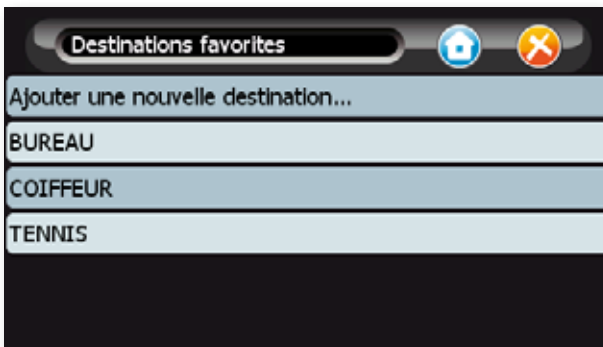 Destinations favorites
Ajouter une nouvelle destination...
BUREAU
COIFFEUR
TENNIS